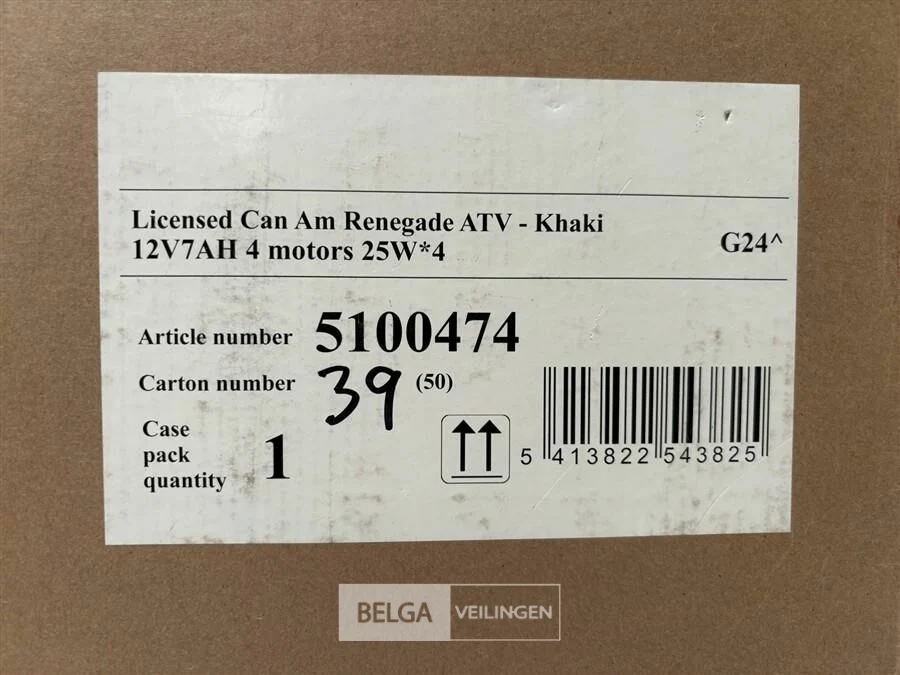 Licensed Can Am Renegade ATV - Khaki
12V7AH 4 motors 25W*4
G24^
Article number 5100474
Carton number 39 (50)
Case
pack
quantity
1
5 413822 543825
BELGA VEILINGEN